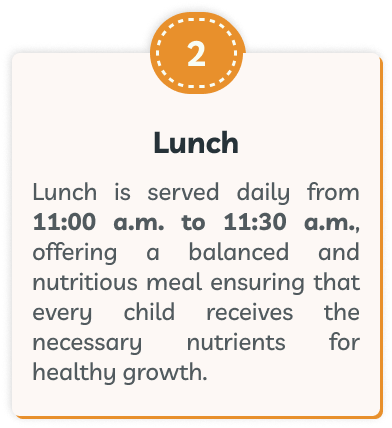 2
Lunch
Lunch is served daily from
11:00 a.m. to 11:30 a.m.,
offering a balanced and
nutritious meal ensuring that
every child receives the
necessary nutrients for
healthy growth.